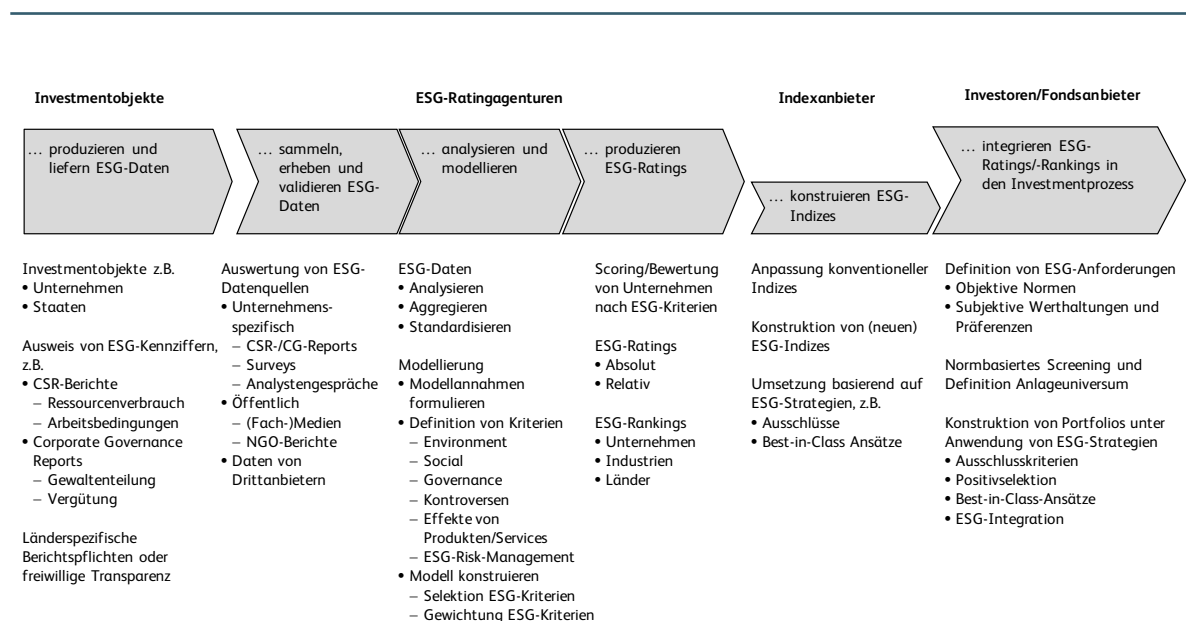 Investmentobjekte
ESG-Ratingagenturen
Indexanbieter
Investoren/Fondsanbieter
… produzieren und
liefern ESG-Daten
… sammeln,
erheben und
validieren ESG-
Daten
… analysieren und
modellieren
… produzieren
ESG-Ratings
… konstruieren ESG-
Indizes
… integrieren ESG-
Ratings/-Rankings in
den Investmentprozess
Investmentobjekte z.B.
• Unternehmen
• Staaten
Ausweis von ESG-Kennziffern,
z.B.
• CSR-Berichte
– Ressourcenverbrauch
– Arbeitsbedingungen
• Corporate Governance
Reports
– Gewaltenteilung
– Vergütung
Länderspezifische
Berichtspflichten oder
freiwillige Transparenz
Auswertung von ESG-
Datenquellen
• Unternehmens-
spezifisch
– CSR-/CG-Reports
– Surveys
– Analystengespräche
• Öffentlich
– (Fach-)Medien
– NGO-Berichte
• Daten von
Drittanbietern
ESG-Daten
• Analysieren
• Aggregieren
• Standardisieren
Modellierung
• Modellannahmen
formulieren
• Definition von Kriterien
– Environment
– Social
– Governance
– Kontroversen
– Effekte von
Produkten/Services
– ESG-Risk-Management
• Modell konstruieren
– Selektion ESG-Kriterien
– Gewichtung ESG-Kriterien
Scoring/Bewertung
von Unternehmen
nach ESG-Kriterien
ESG-Ratings
• Absolut
• Relativ
ESG-Rankings
• Unternehmen
• Industrien
• Länder
Anpassung konventioneller
Indizes
Konstruktion von (neuen)
ESG-Indizes
Umsetzung basierend auf
ESG-Strategien, z.B.
• Ausschlüsse
• Best-in-Class Ansätze
Definition von ESG-Anforderungen
• Objektive Normen
• Subjektive Werthaltungen und
Präferenzen
Normbasiertes Screening und
Definition Anlageuniversum
Konstruktion von Portfolios unter
Anwendung von ESG-Strategien
• Ausschlusskriterien
• Positivselektion
• Best-in-Class-Ansätze
• ESG-Integration